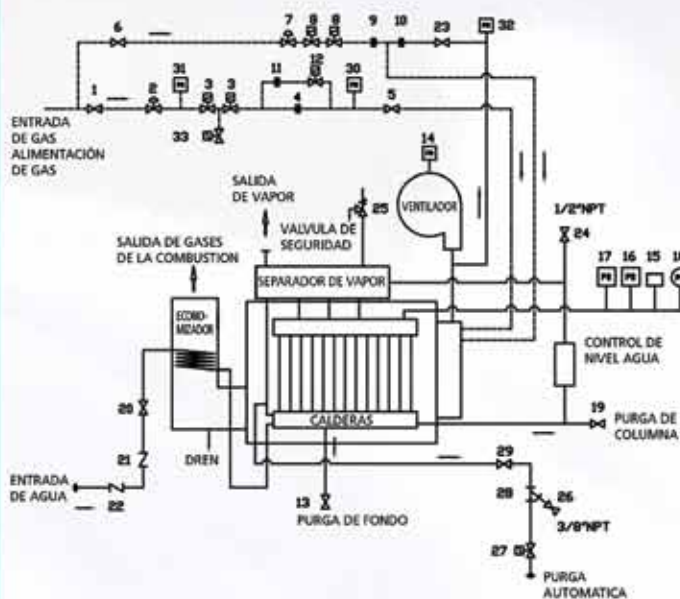 6
7
8
8
9
10
23
32
1
2
31
3
3
11
12
4
30
5
33
ENTRADA
DE GAS
ALIMENTACIÓN
DE GAS
SALIDA
DE VAPOR
VALVULA DE
SEGURIDAD
25
14
VENTILADOR
1/2"NPT
24
17
16
15
18
SALIDA DE GASES
DE LA COMBUSTION
SEPARADOR DE VAPOR
ECONO-
MIZADOR
CONTROL DE
NIVEL AGUA
CALDERAS
20
21
22
ENTRADA
DE AGUA
DREN
13
PURGA DE FONDO
19
PURGA DE
COLUMNA
29
28
26
3/8"NPT
27
PURGA
AUTOMATICA